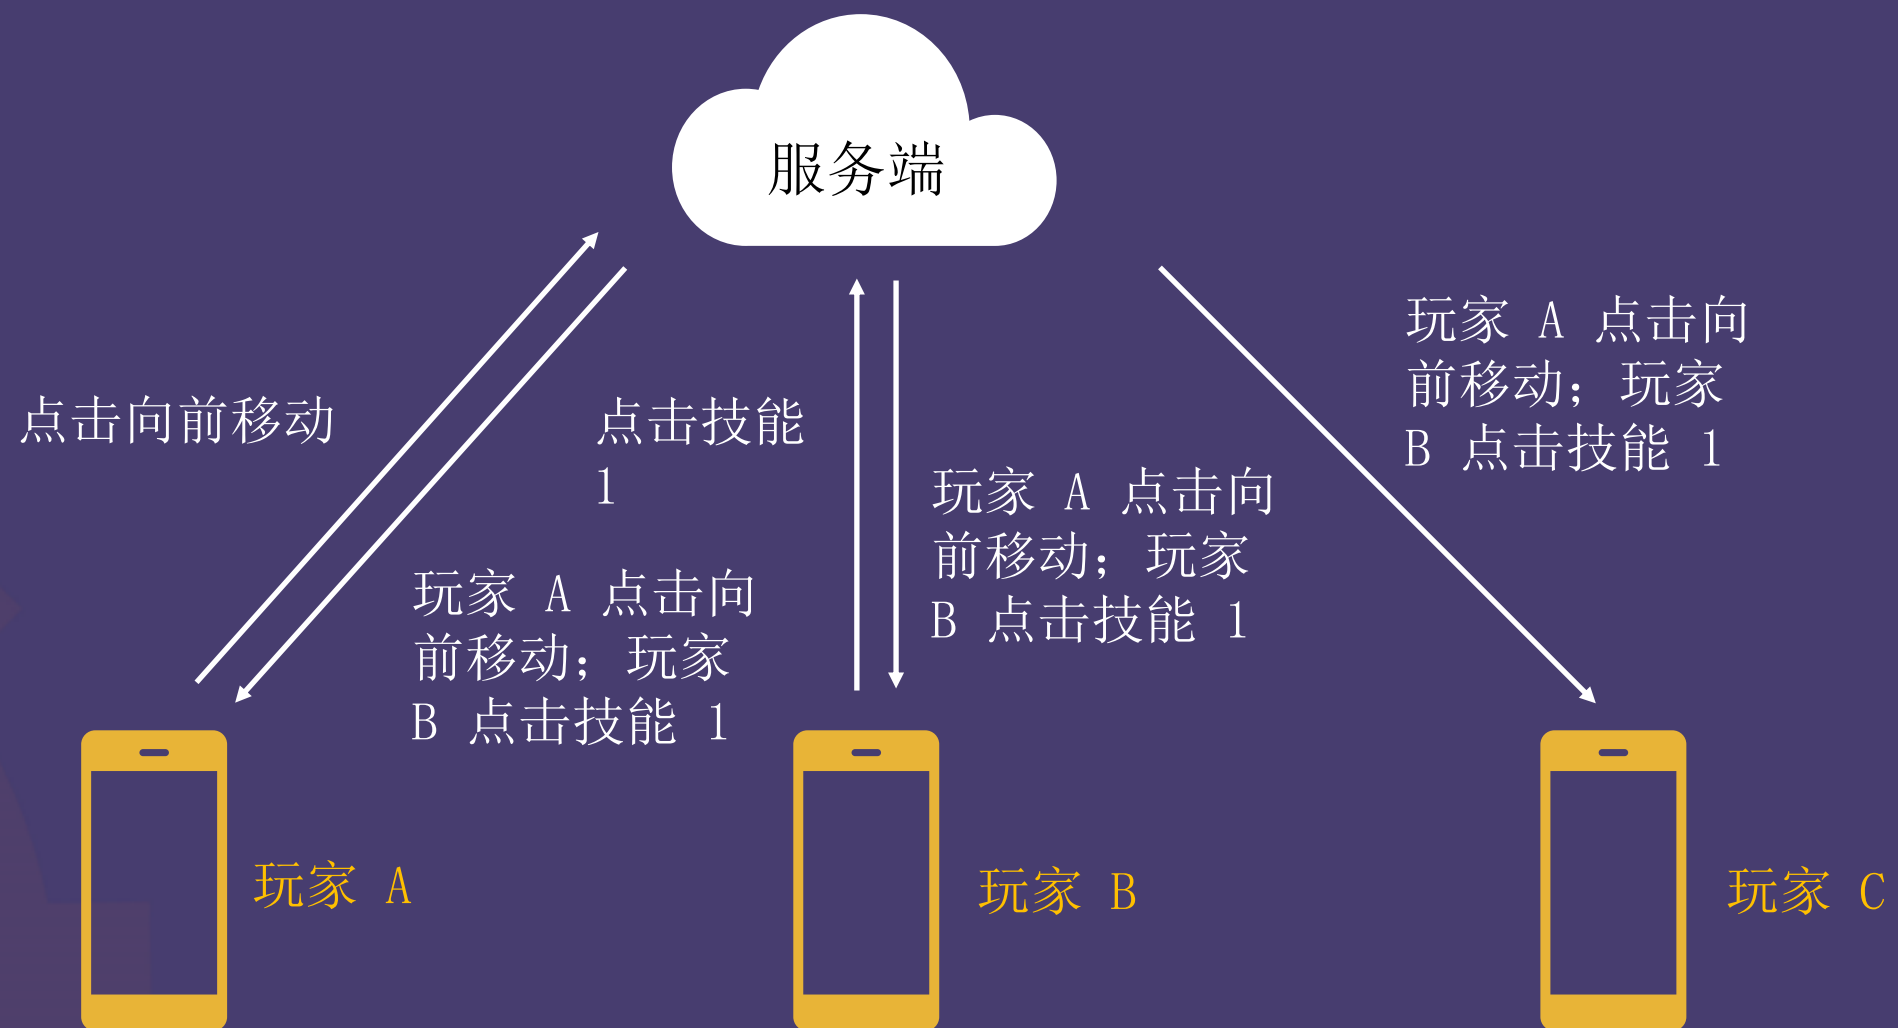 服务端
点击向前移动
点击技能
1
玩家 A 点击向
前移动；玩家
B 点击技能 1
玩家 A 点击向
前移动；玩家
B 点击技能 1
玩家 A 点击向
前移动；玩家
B 点击技能 1
玩家 A
玩家 B
玩家 C